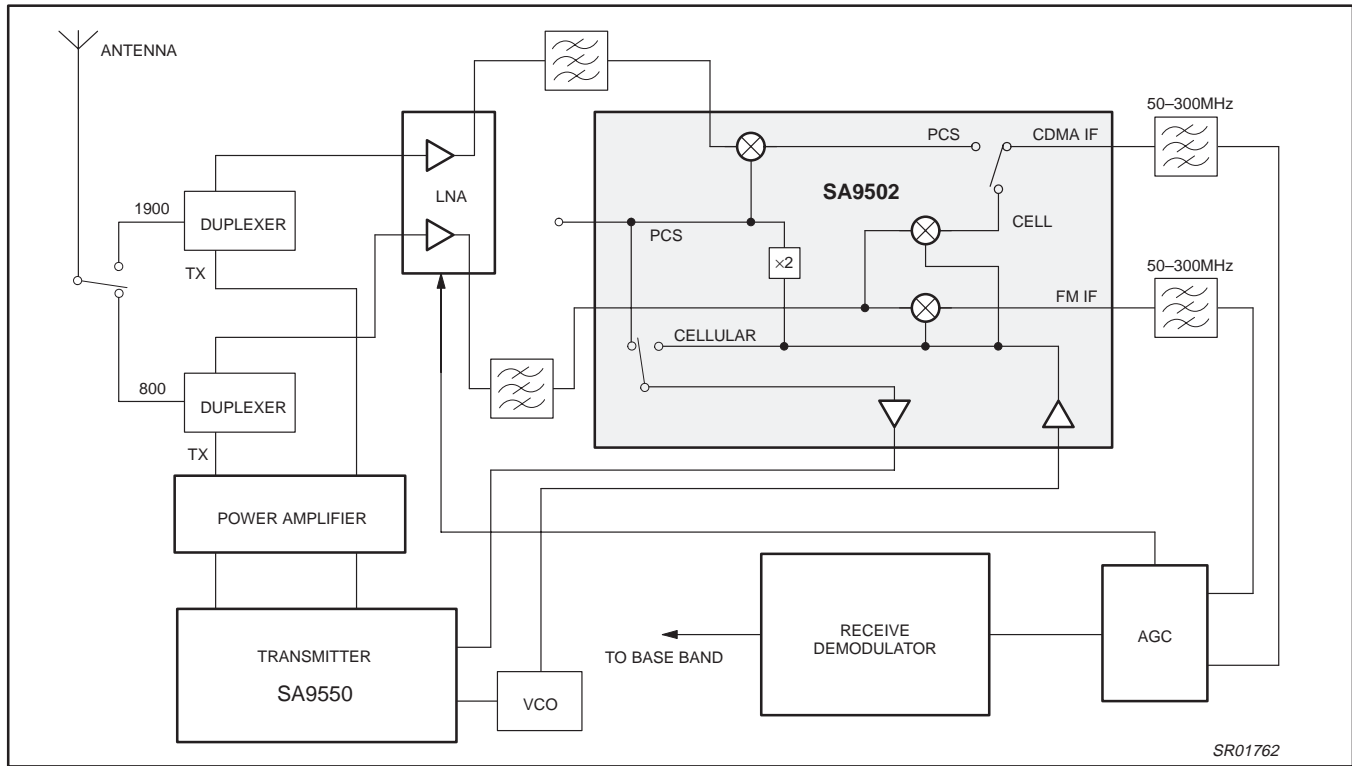 ANTENNA
50–300MHz
PCS
CDMA IF
LNA
SA9502
1900
DUPLEXER
CELL
PCS
TX
×2
50–300MHz
FM IF
CELLULAR
800
DUPLEXER
TX
POWER AMPLIFIER
TRANSMITTER
SA9550
VCO
TO BASE BAND
RECEIVE
DEMODULATOR
AGC
SR01762